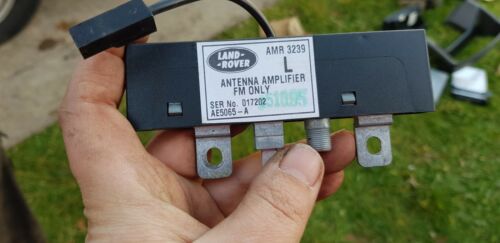 LAND-
ROVER
AMR 3239
L
ANTENNA AMPLIFIER
FM ONLY
SER No. 017202
AE5065-A